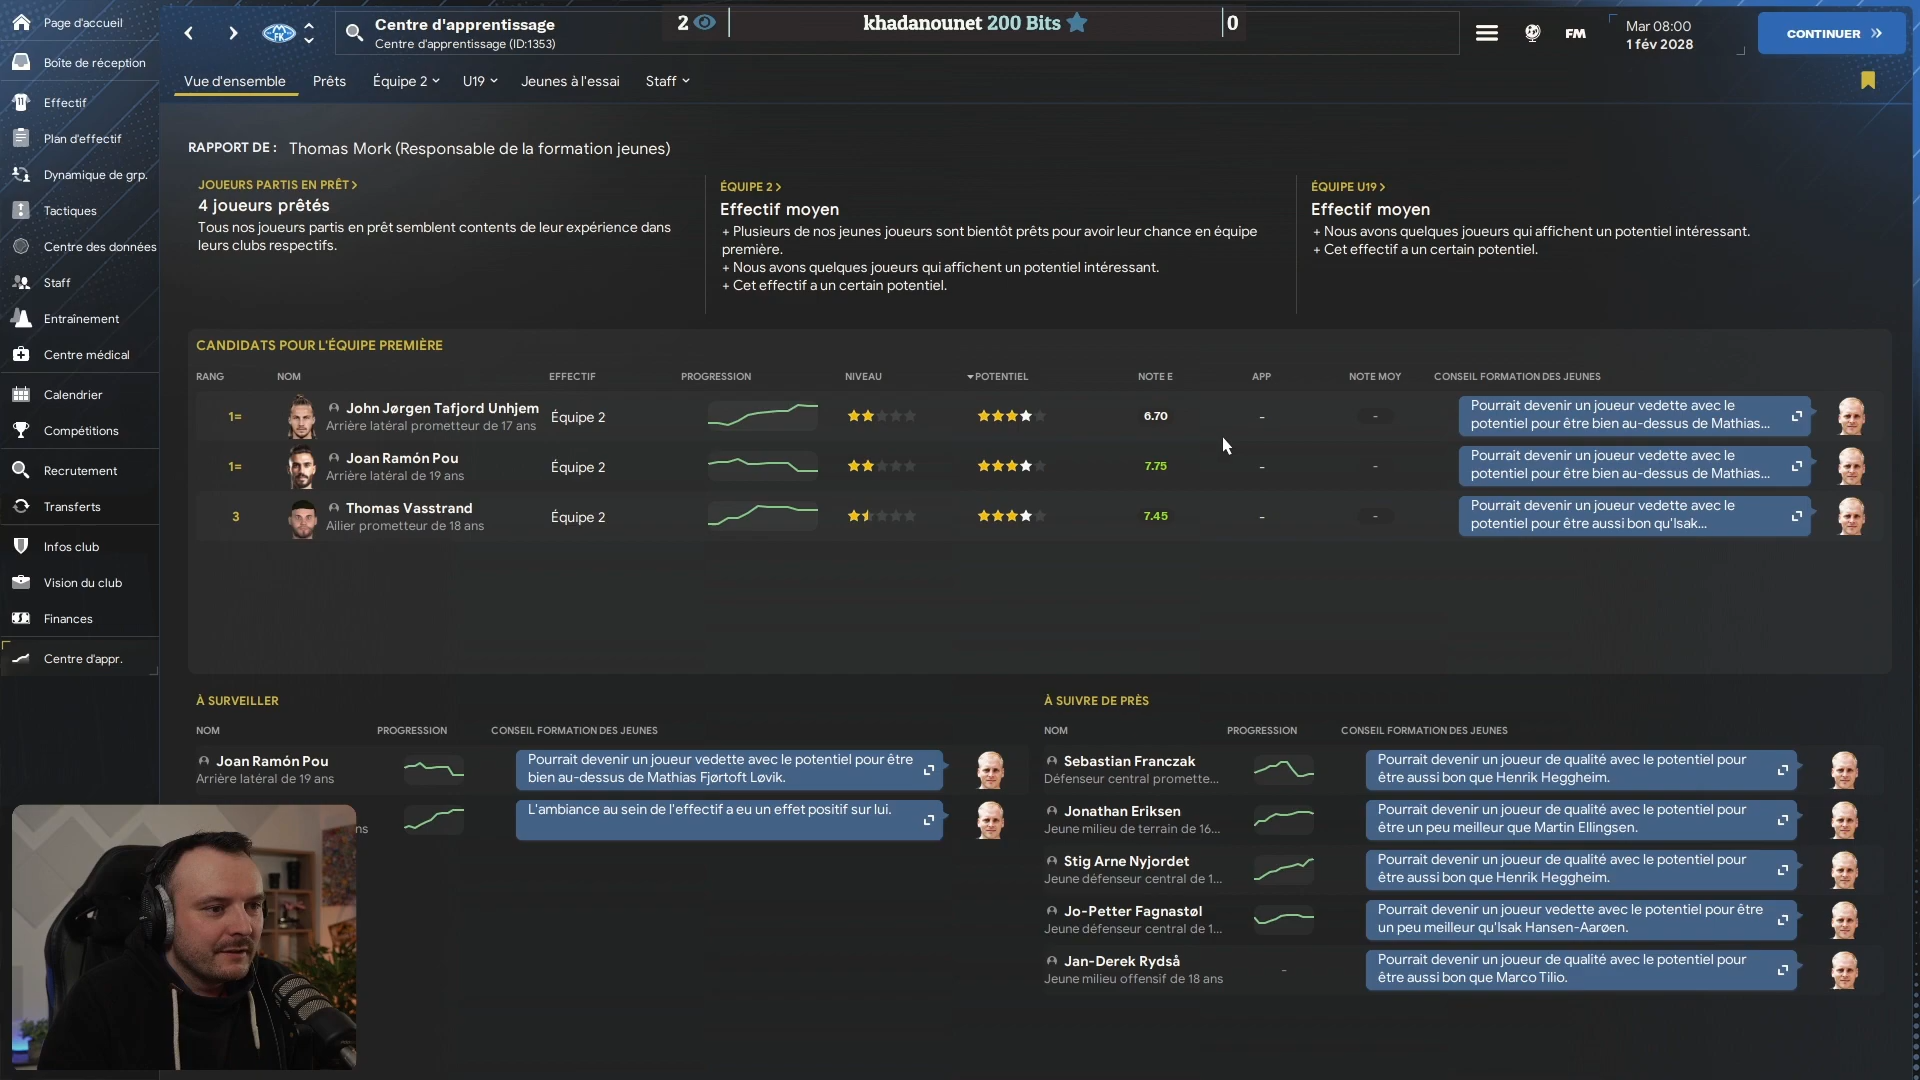 Page d'accueil
Boîte de réception
Effectif
Plan d'effectif
Dynamique de grp.
Tactiques
Centre des données
Staff
Entraînement
Centre médical
Calendrier
Compétitions
Recrutement
Transferts
Infos club
Vision du club
Finances
Centre d'appr.
Centre d'apprentissage
Centre d'apprentissage (ID:1353)
2
khadanounet 200 Bits
0
FM
Mar 08:00
1 fév 2028
CONTINUER
Vue d'ensemble Prêts Équipe 2 U19 Jeunes à l'essai Staff
RAPPORT DE : Thomas Mork (Responsable de la formation jeunes)
JOUEURS PARTIS EN PRÊT >
4 joueurs prêtés
Tous nos joueurs partis en prêt semblent contents de leur expérience dans
leurs clubs respectifs.
ÉQUIPE 2 >
Effectif moyen
+ Plusieurs de nos jeunes joueurs sont bientôt prêts pour avoir leur chance en équipe
première.
+ Nous avons quelques joueurs qui affichent un potentiel intéressant.
+ Cet effectif a un certain potentiel.
ÉQUIPE U19 >
Effectif moyen
+ Nous avons quelques joueurs qui affichent un potentiel intéressant.
+ Cet effectif a un certain potentiel.
CANDIDATS POUR L'ÉQUIPE PREMIÈRE
RANG NOM EFFECTIF PROGRESSION NIVEAU POTENTIEL NOTE E APP NOTE MOY CONSEIL FORMATION DES JEUNES
1= John Jørgen Tafjord Unhjem Équipe 2 6.70 - -
Arrière latéral prometteur de 17 ans
Pourrait devenir un joueur vedette avec le
potentiel pour être bien au-dessus de Mathias...
1= Joan Ramón Pou Équipe 2 7.75 - -
Arrière latéral de 19 ans
Pourrait devenir un joueur vedette avec le
potentiel pour être bien au-dessus de Mathias...
3 Thomas Vasstrand Équipe 2 7.45 - -
Ailier prometteur de 18 ans
Pourrait devenir un joueur vedette avec le
potentiel pour être aussi bon qu'Isak...
À SURVEILLER
NOM PROGRESSION CONSEIL FORMATION DES JEUNES
Joan Ramón Pou
Arrière latéral de 19 ans
Pourrait devenir un joueur vedette avec le potentiel pour être
bien au-dessus de Mathias Fjørtoft Løvik.
ns
L'ambiance au sein de l'effectif a eu un effet positif sur lui.
À SUIVRE DE PRÈS
NOM PROGRESSION CONSEIL FORMATION DES JEUNES
Sebastian Franczak
Défenseur central promette...
Pourrait devenir un joueur de qualité avec le potentiel pour
être aussi bon que Henrik Heggheim.
Jonathan Eriksen
Jeune milieu de terrain de 16...
Pourrait devenir un joueur de qualité avec le potentiel pour
être un peu meilleur que Martin Ellingsen.
Stig Arne Nyjordet
Jeune défenseur central de 1...
Pourrait devenir un joueur de qualité avec le potentiel pour
être aussi bon que Henrik Heggheim.
Jo-Petter Fagnastøl
Jeune défenseur central de 1...
Pourrait devenir un joueur vedette avec le potentiel pour être
un peu meilleur qu'Isak Hansen-Aarøen.
Jan-Derek Rydså -
Jeune milieu offensif de 18 ans
Pourrait devenir un joueur de qualité avec le potentiel pour
être aussi bon que Marco Tilio.